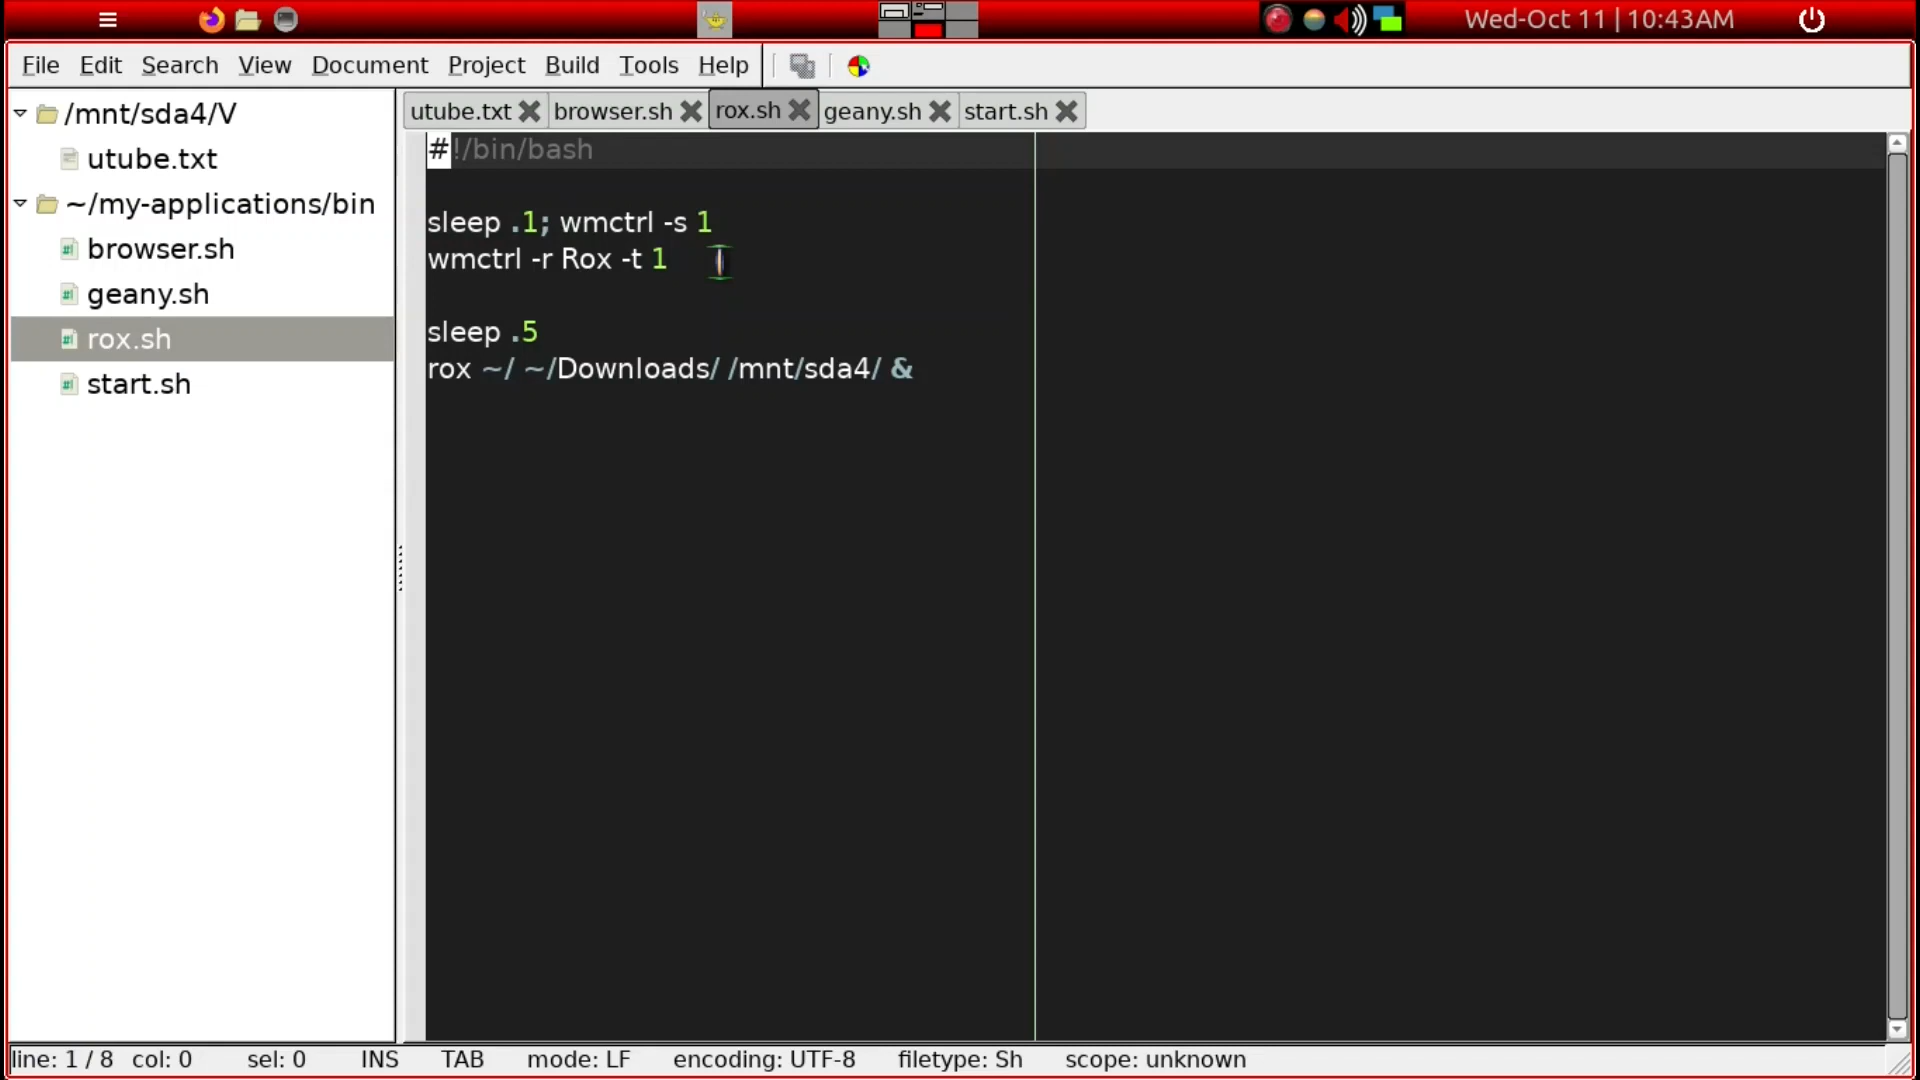 Wed-Oct 11 | 10:43AM
File Edit Search View Document Project Build Tools Help
/mnt/sda4/V
utube.txt
~/my-applications/bin
browser.sh
geany.sh
rox.sh
start.sh
utube.txt browser.sh rox.sh geany.sh start.sh
#!/bin/bash
sleep .1; wmctrl -s 1
wmctrl -r Rox -t 1
sleep .5
rox ~/ ~/Downloads/ /mnt/sda4/ &
line: 1 / 8 col: 0 sel: 0 INS TAB mode: LF encoding: UTF-8 filetype: Sh scope: unknown